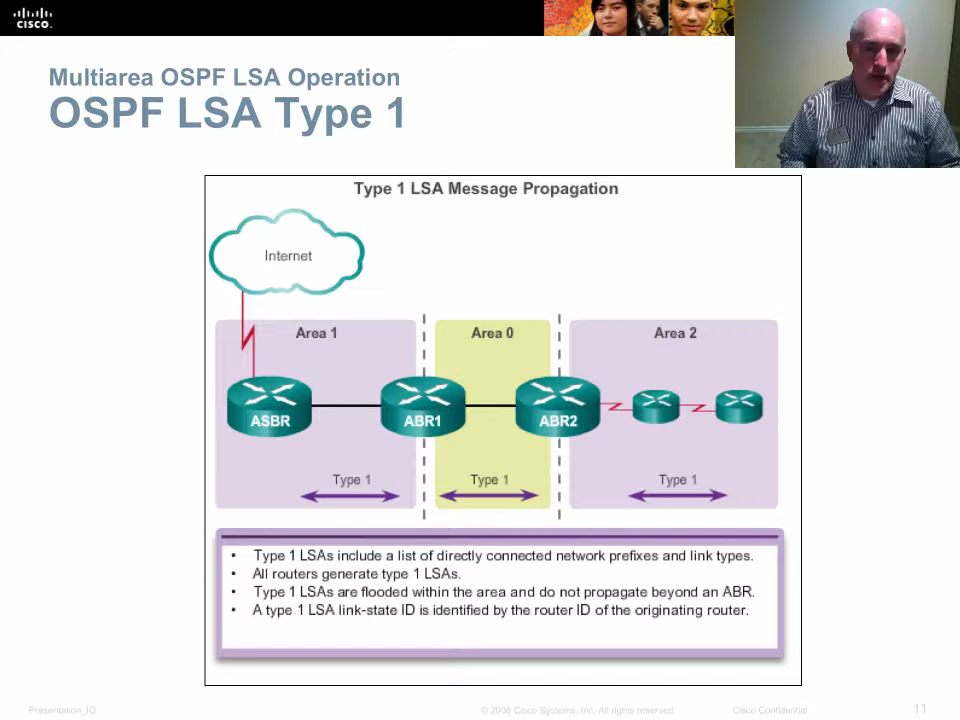 CISCO.
Multiarea OSPF LSA Operation
OSPF LSA Type 1
Type 1 LSA Message Propagation
Internet
Area 1
Area 0
Area 2
ASBR
ABR1
ABR2
Type 1
Type 1
Type 1
• Type 1 LSAs include a list of directly connected network prefixes and link types.
• All routers generate type 1 LSAs.
• Type 1 LSAs are flooded within the area and do not propagate beyond an ABR.
• A type 1 LSA link-state ID is identified by the router ID of the originating router.
Presentation_ID
© 2008 Cisco Systems, Inc. All rights reserved.
Cisco Confidential
11